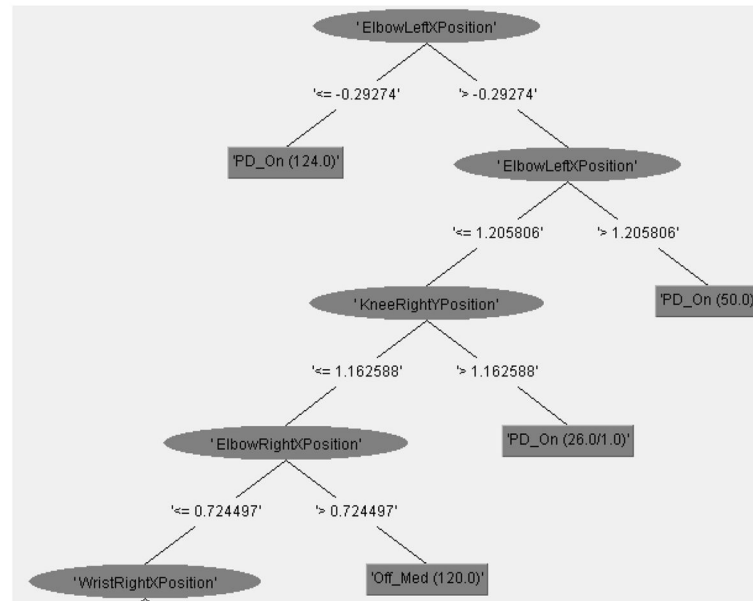 'ElbowLeftXPosition'
'<= -0.29274' '> -0.29274'
'PD_On (124.0)' 'ElbowLeftXPosition'
'<= 1.205806' '> 1.205806'
'KneeRightYPosition' 'PD_On (50.0)
'<= 1.162588' '> 1.162588'
'ElbowRightXPosition' 'PD_On (26.0/1.0)'
'<= 0.724497' '> 0.724497'
'WristRightXPosition' 'Off_Med (120.0)'